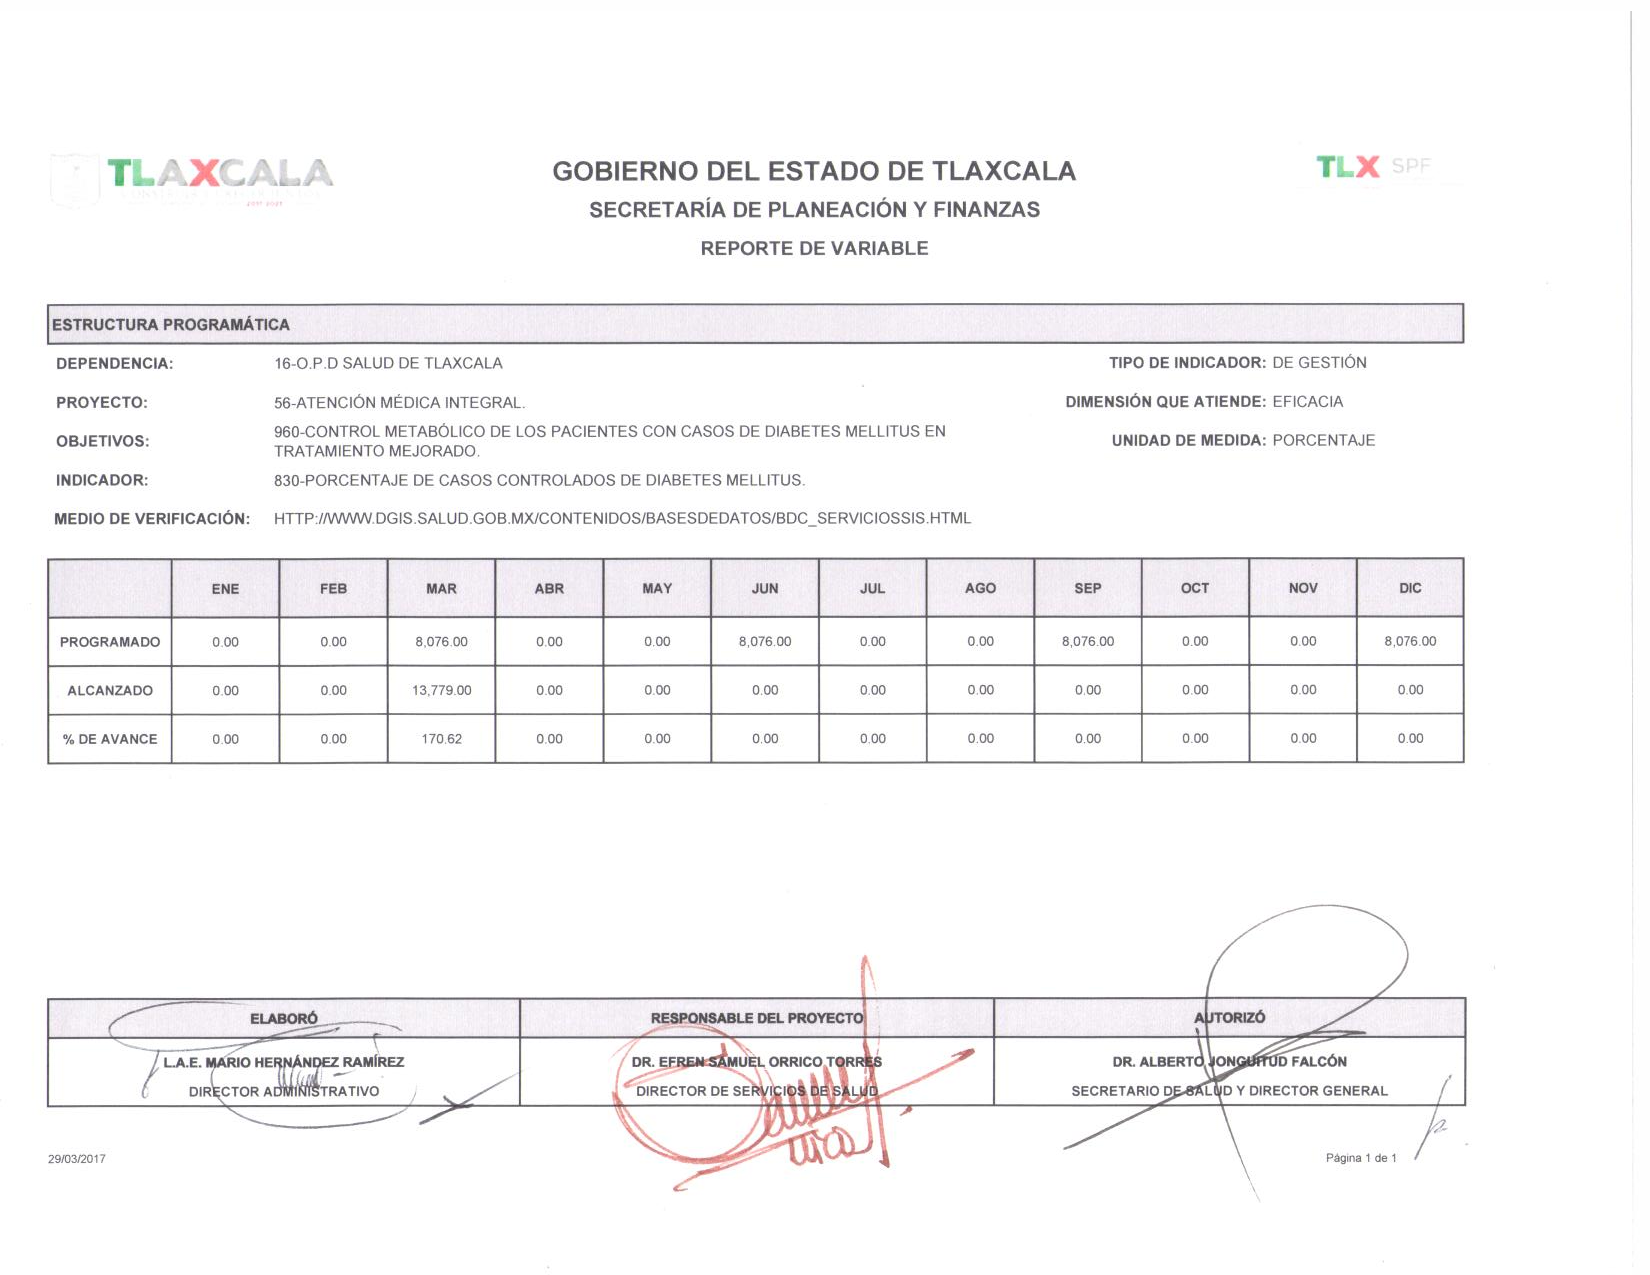 TLAXCALA
2017-2021
GOBIERNO DEL ESTADO DE TLAXCALA
SECRETARÍA DE PLANEACIÓN Y FINANZAS
REPORTE DE VARIABLE
TLX SPF
ESTRUCTURA PROGRAMÁTICA
DEPENDENCIA: 16-O.P.D SALUD DE TLAXCALA TIPO DE INDICADOR: DE GESTIÓN
PROYECTO: 56-ATENCIÓN MÉDICA INTEGRAL. DIMENSIÓN QUE ATIENDE: EFICACIA
OBJETIVOS: 960-CONTROL METABÓLICO DE LOS PACIENTES CON CASOS DE DIABETES MELLITUS EN
TRATAMIENTO MEJORADO. UNIDAD DE MEDIDA: PORCENTAJE
INDICADOR: 830-PORCENTAJE DE CASOS CONTROLADOS DE DIABETES MELLITUS.
MEDIO DE VERIFICACIÓN: HTTP://WWW.DGIS.SALUD.GOB.MX/CONTENIDOS/BASESDEDATOS/BDC_SERVICIOSSIS.HTML
ENE FEB MAR ABR MAY JUN JUL AGO SEP OCT NOV DIC
PROGRAMADO 0.00 0.00 8,076.00 0.00 0.00 8,076.00 0.00 0.00 8,076.00 0.00 0.00 8,076.00
ALCANZADO 0.00 0.00 13,779.00 0.00 0.00 0.00 0.00 0.00 0.00 0.00 0.00 0.00
% DE AVANCE 0.00 0.00 170.62 0.00 0.00 0.00 0.00 0.00 0.00 0.00 0.00 0.00
ELABORÓ RESPONSABLE DEL PROYECTO AUTORIZÓ
L.A.E. MARIO HERNÁNDEZ RAMÍREZ DR. EFREN SAMUEL ORRICO TORRES DR. ALBERTO JONGUITUD FALCÓN
DIRECTOR ADMINISTRATIVO DIRECTOR DE SERVICIOS DE SALUD SECRETARIO DE SALUD Y DIRECTOR GENERAL
29/03/2017 Página 1 de 1